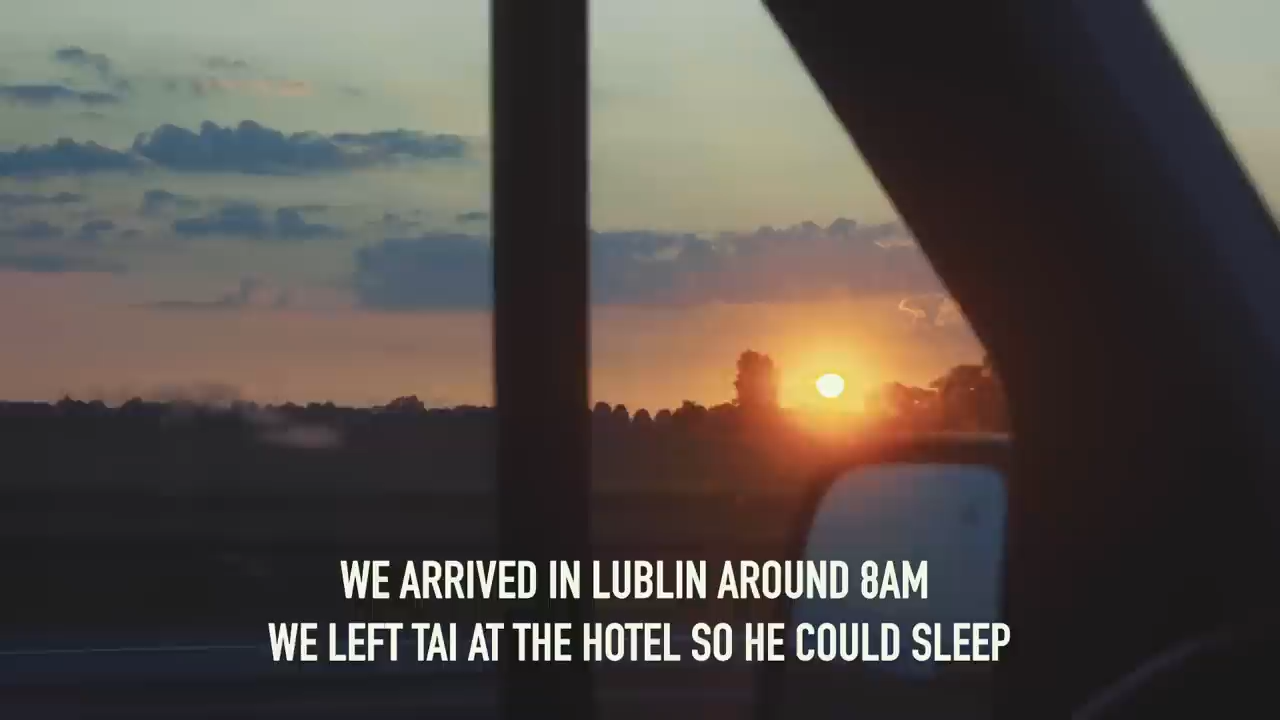 WE ARRIVED IN LUBLIN AROUND 8AM
WE LEFT TAI AT THE HOTEL SO HE COULD SLEEP